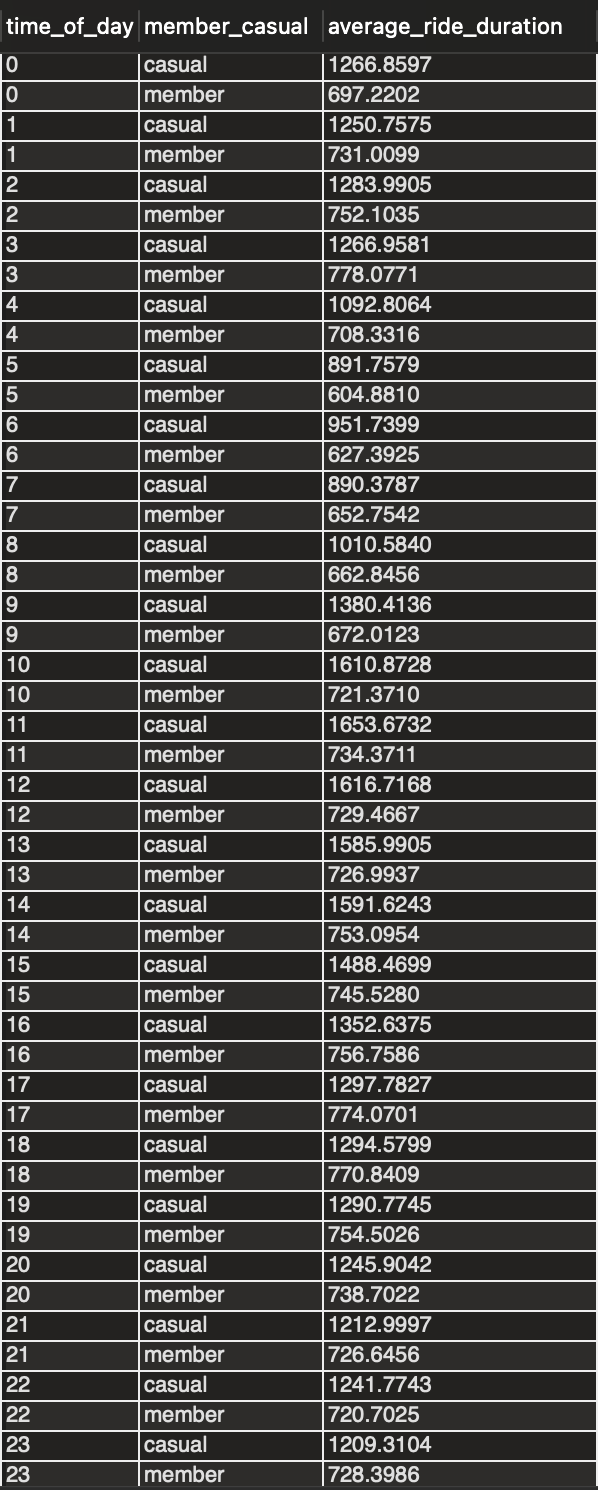 time_of_day member_casual average_ride_duration
0 casual 1266.8597
0 member 697.2202
1 casual 1250.7575
1 member 731.0099
2 casual 1283.9905
2 member 752.1035
3 casual 1266.9581
3 member 778.0771
4 casual 1092.8064
4 member 708.3316
5 casual 891.7579
5 member 604.8810
6 casual 951.7399
6 member 627.3925
7 casual 890.3787
7 member 652.7542
8 casual 1010.5840
8 member 662.8456
9 casual 1380.4136
9 member 672.0123
10 casual 1610.8728
10 member 721.3710
11 casual 1653.6732
11 member 734.3711
12 casual 1616.7168
12 member 729.4667
13 casual 1585.9905
13 member 726.9937
14 casual 1591.6243
14 member 753.0954
15 casual 1488.4699
15 member 745.5280
16 casual 1352.6375
16 member 756.7586
17 casual 1297.7827
17 member 774.0701
18 casual 1294.5799
18 member 770.8409
19 casual 1290.7745
19 member 754.5026
20 casual 1245.9042
20 member 738.7022
21 casual 1212.9997
21 member 726.6456
22 casual 1241.7743
22 member 720.7025
23 casual 1209.3104
23 member 728.3986